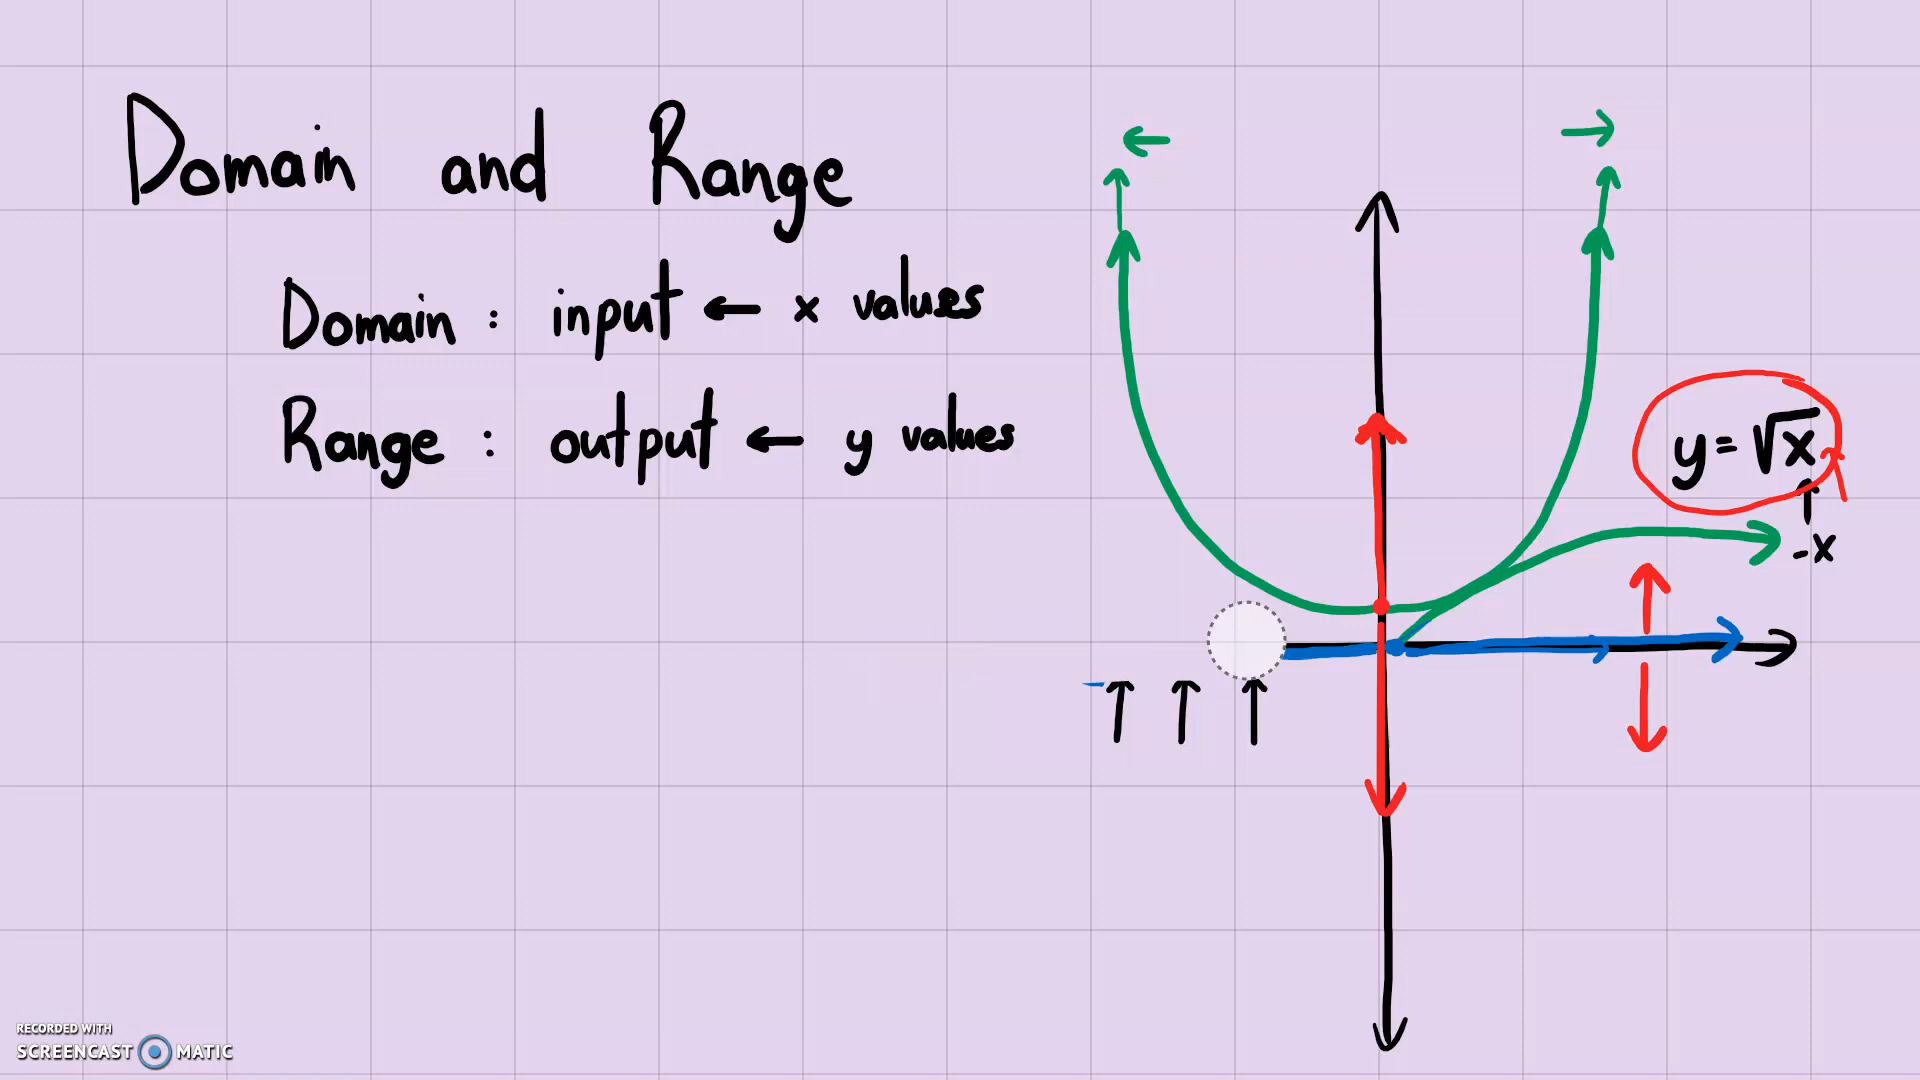 Domain and Range
Domain : input ← x values
Range : output ← y values
y = √x
-x
RECORDED WITH
SCREENCAST MATIC